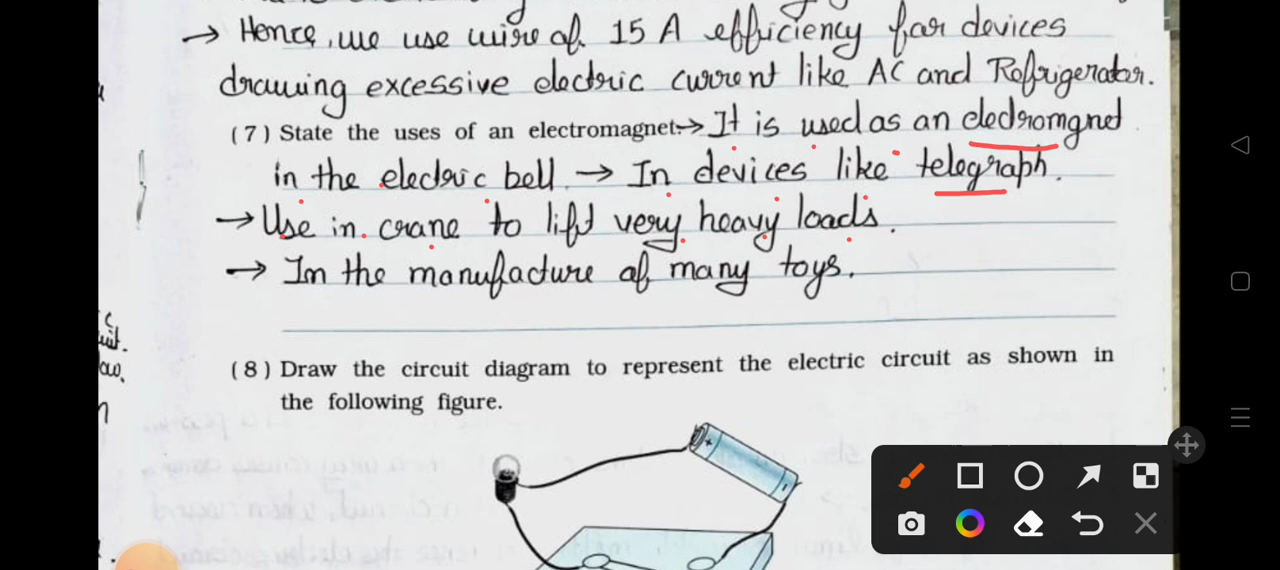 → Hence, we use wire of 15 A efficiency for devices
drawing excessive electric current like AC and Refrigerator.
(7) State the uses of an electromagnet.→ It is used as an electromgnet
in the electric bell → In devices like telegraph.
→ Use in crane to lift very heavy loads.
→ In the manufacture of many toys.
(8) Draw the circuit diagram to represent the electric circuit as shown in
the following figure.